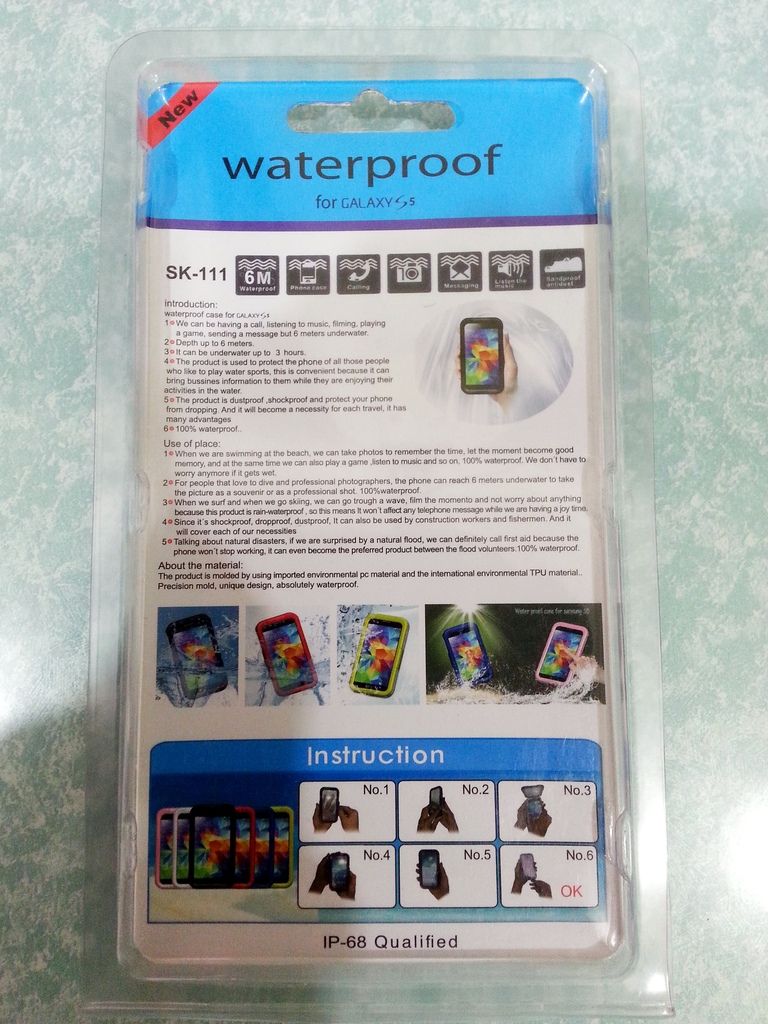 New
waterproof
for GALAXY S5
SK-111
6M
Waterproof
Phone case
Calling
Messaging
Listen the
music
Sandproof
antidust
introduction:
waterproof case for GALAXY S5
1 We can be having a call, listening to music, filming, playing
a game, sending a message but 6 meters underwater.
2 Depth up to 6 meters.
3 It can be underwater up to 3 hours.
4 The product is used to protect the phone of all those people
who like to play water sports, this is convenient because it can
bring bussines information to them while they are enjoying their
activities in the water.
5 The product is dustproof ,shockproof and protect your phone
from dropping. And it will become a necessity for each travel, it has
many advantages
6 100% waterproof..
Use of place:
1 When we are swimming at the beach, we can take photos to remember the time, let the moment become good
memory, and at the same time we can also play a game ,listen to music and so on, 100% waterproof. We don´t have to
worry anymore if it gets wet.
2 For people that love to dive and professional photographers, the phone can reach 6 meters underwater to take
the picture as a souvenir or as a professional shot. 100%waterproof.
3 When we surf and when we go skiing, we can go trough a wave, film the momento and not worry about anything
because this product is rain-waterproof , so this means It won´t affect any telephone message while we are having a joy time.
4 Since it´s shockproof, dropproof, dustproof, It can also be used by construction workers and fishermen. And it
will cover each of our necessities
5 Talking about natural disasters, if we are surprised by a natural flood, we can definitely call first aid because the
phone won´t stop working, it can even become the preferred product between the flood volunteers.100% waterproof.
About the material:
The product is molded by using imported environmental pc material and the international environmental TPU material..
Precision mold, unique design, absolutely waterproof.
Water proof case for samsung S5
Instruction
No.1
No.2
No.3
No.4
No.5
No.6
OK
IP-68 Qualified